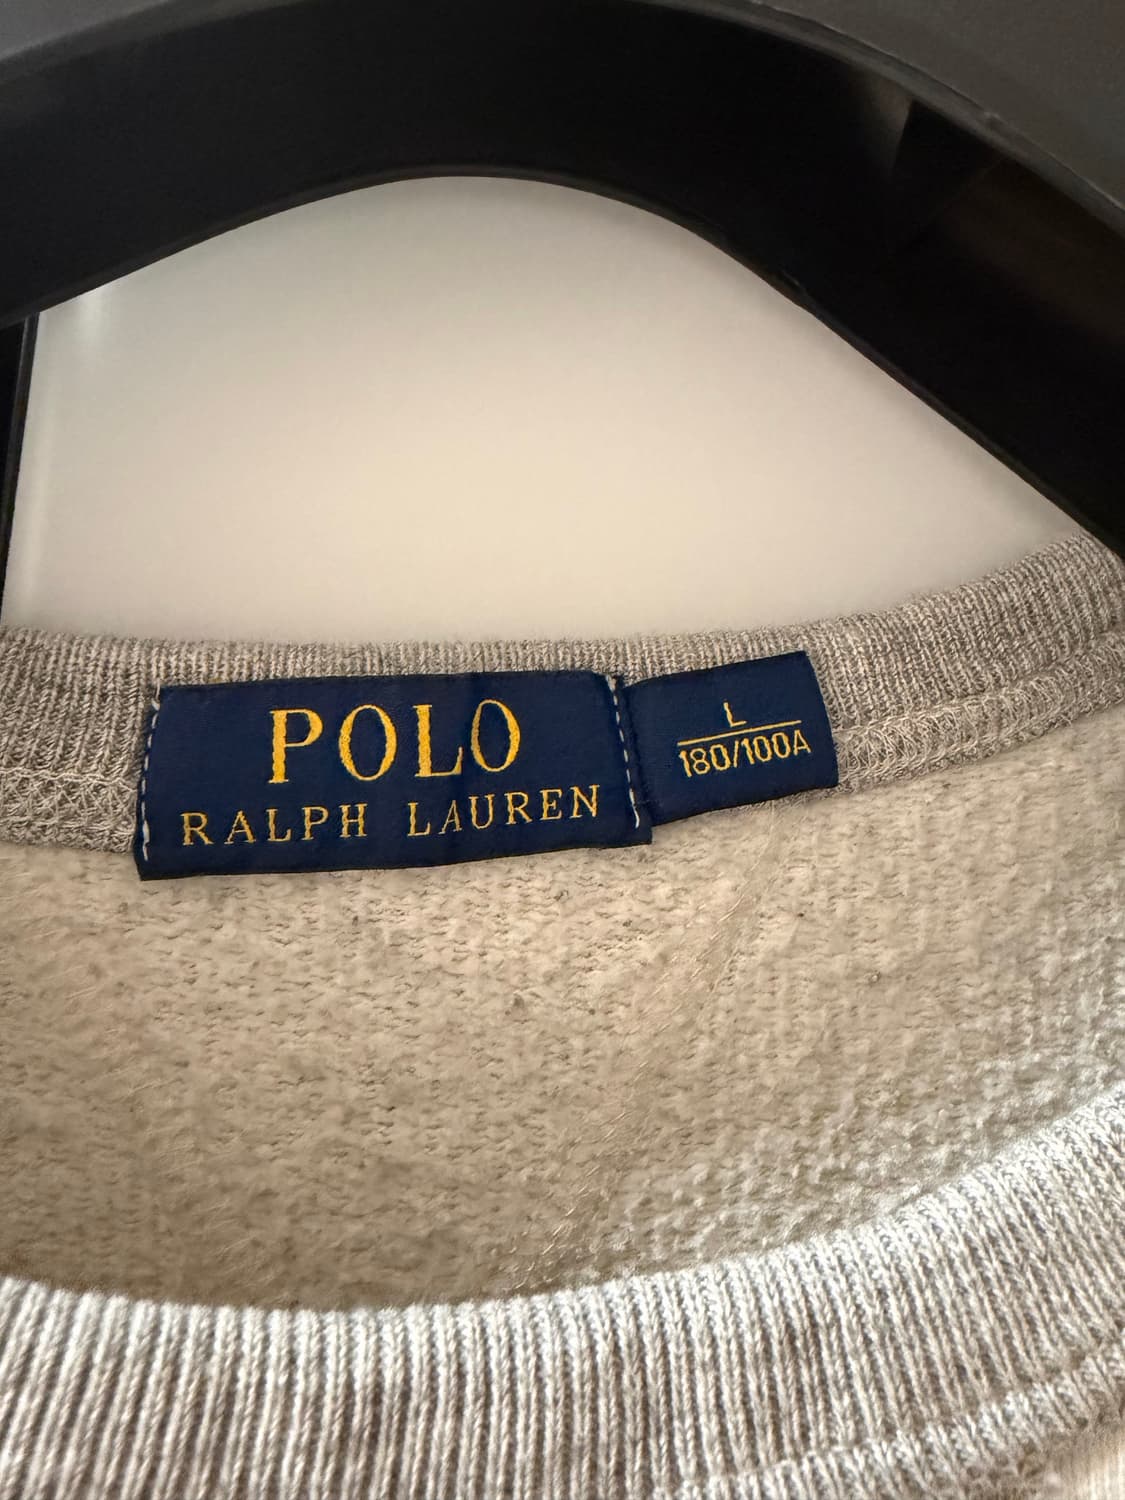 POLO
RALPH LAUREN
L
180/100A